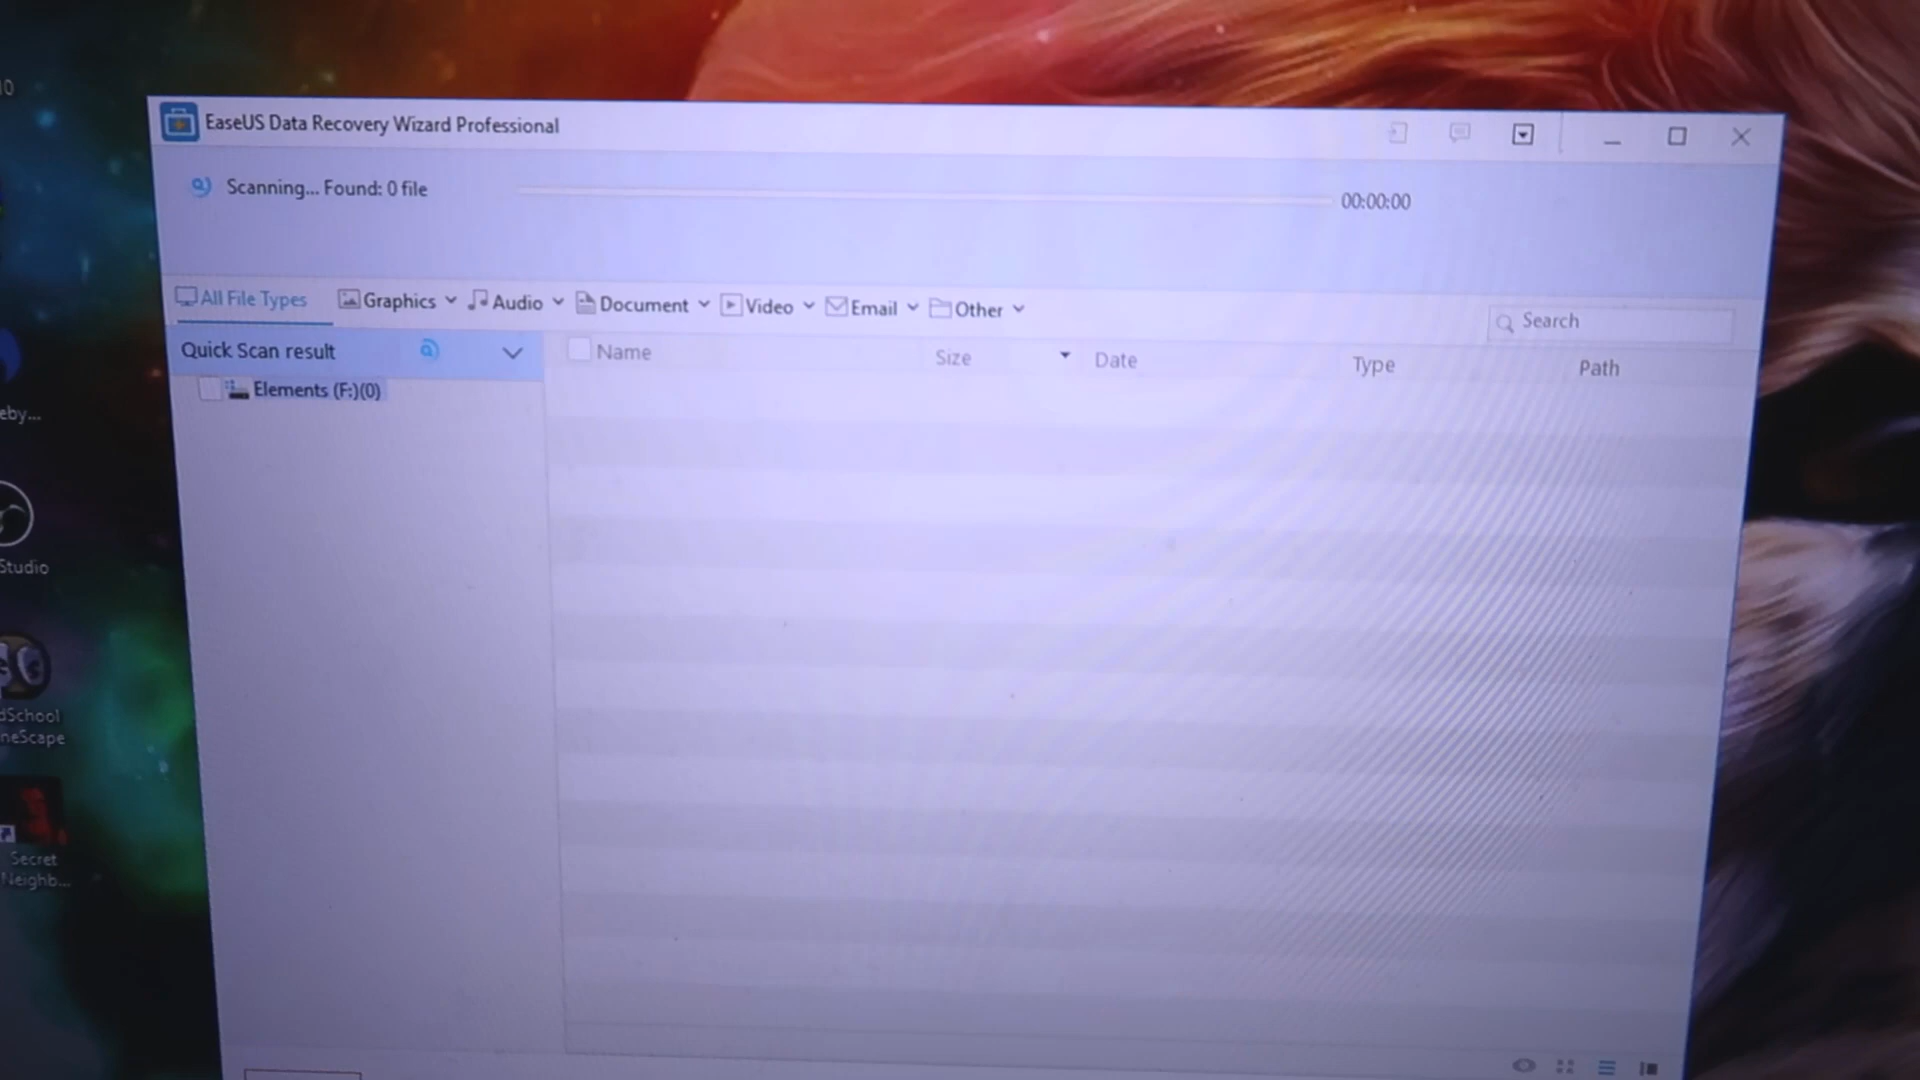 EaseUS Data Recovery Wizard Professional
Scanning... Found: 0 file
00:00:00
All File Types Graphics Audio Document Video Email Other
Search
Quick Scan result
Name Size Date Type Path
Elements (F:)(0)
eby...
Studio
dSchool
neScape
Secret
Neighb...